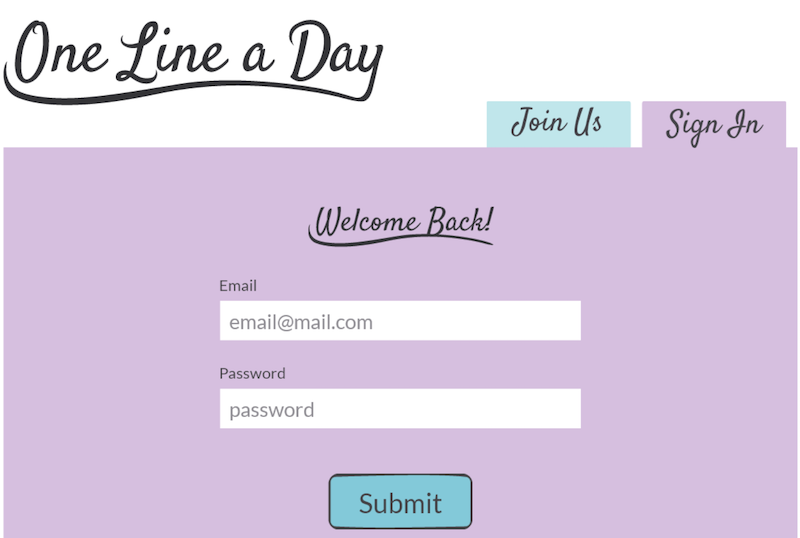 One Line a Day
Join Us
Sign In
Welcome Back!
Email
email@mail.com
Password
password
Submit